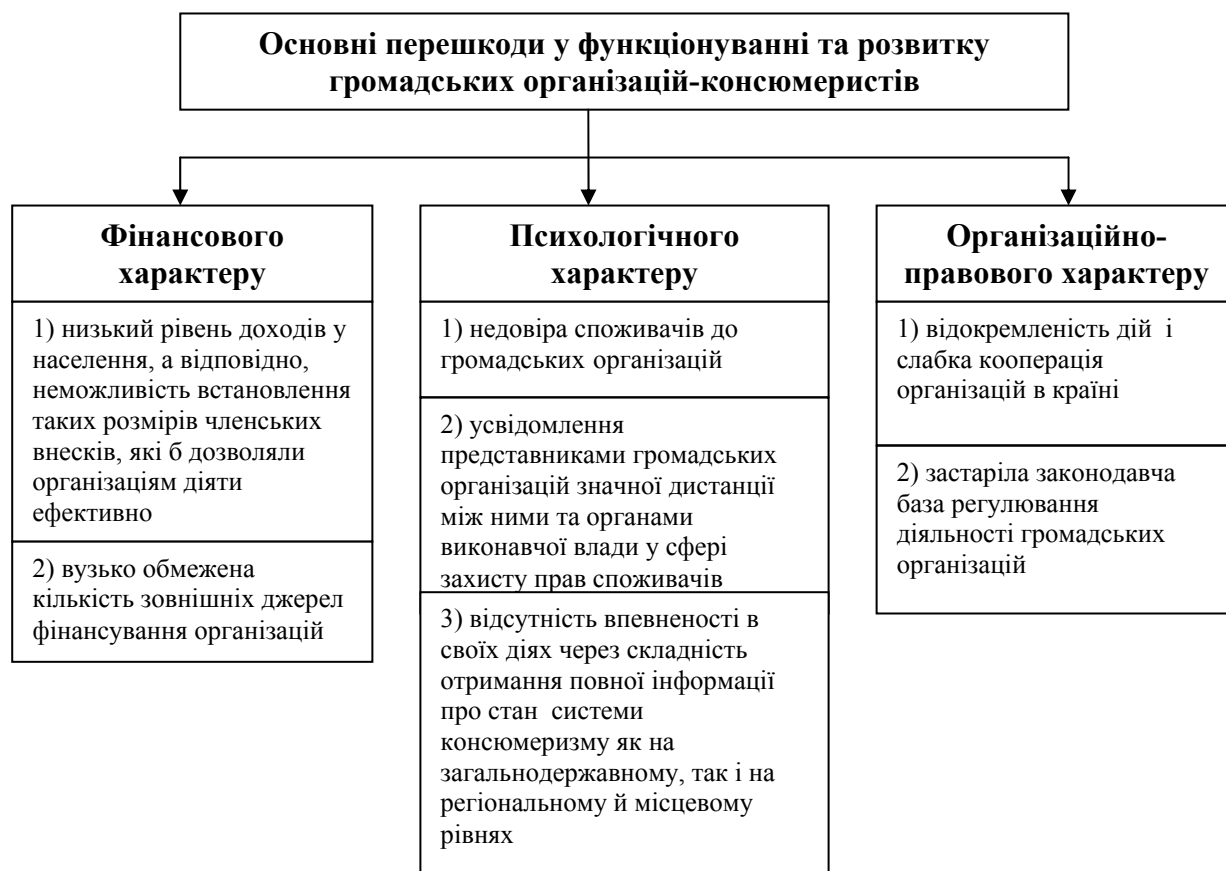 Основні перешкоди у функціонуванні та розвитку
громадських організацій-консюмеристів
Фінансового
характеру
1) низький рівень доходів у
населення, а відповідно,
неможливість встановлення
таких розмірів членських
внесків, які б дозволяли
організаціям діяти
ефективно
2) вузько обмежена
кількість зовнішніх джерел
фінансування організацій
Психологічного
характеру
1) недовіра споживачів до
громадських організацій
2) усвідомлення
представниками громадських
організацій значної дистанції
між ними та органами
виконавчої влади у сфері
захисту прав споживачів
3) відсутність впевненості в
своїх діях через складність
отримання повної інформації
про стан системи
консюмеризму як на
загальнодержавному, так і на
регіональному й місцевому
рівнях
Організаційно-
правового характеру
1) відокремленість дій і
слабка кооперація
організацій в країні
2) застаріла законодавча
база регулювання
діяльності громадських
організацій